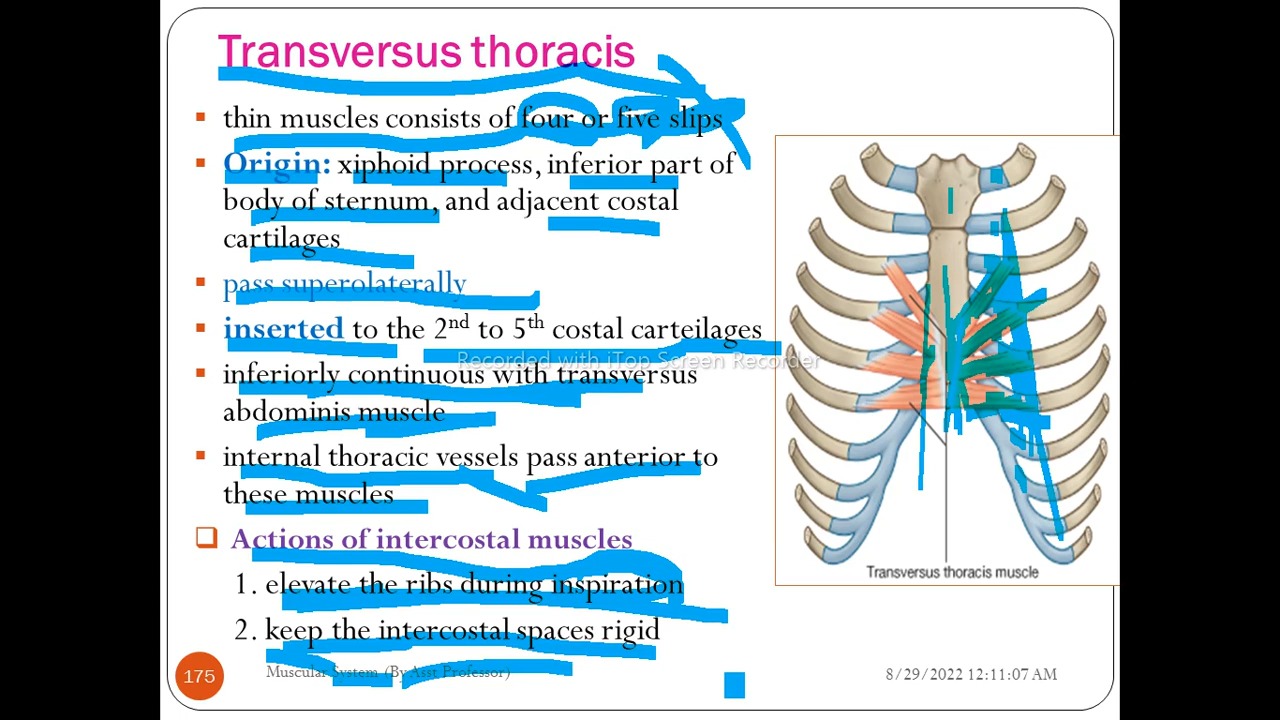 Transversus thoracis
▪ thin muscles consists of four or five slips
▪ Origin: xiphoid process, inferior part of
body of sternum, and adjacent costal
cartilages
▪ pass superolaterally
▪ inserted to the 2nd to 5th costal carteilages
Recorded with iTop Screen Recorder
▪ inferiorly continuous with transversus
abdominis muscle
▪ internal thoracic vessels pass anterior to
these muscles
❑ Actions of intercostal muscles
1. elevate the ribs during inspiration
2. keep the intercostal spaces rigid
Transversus thoracis muscle
175
Muscular System (By Asst Professor)
8/29/2022 12:11:07 AM